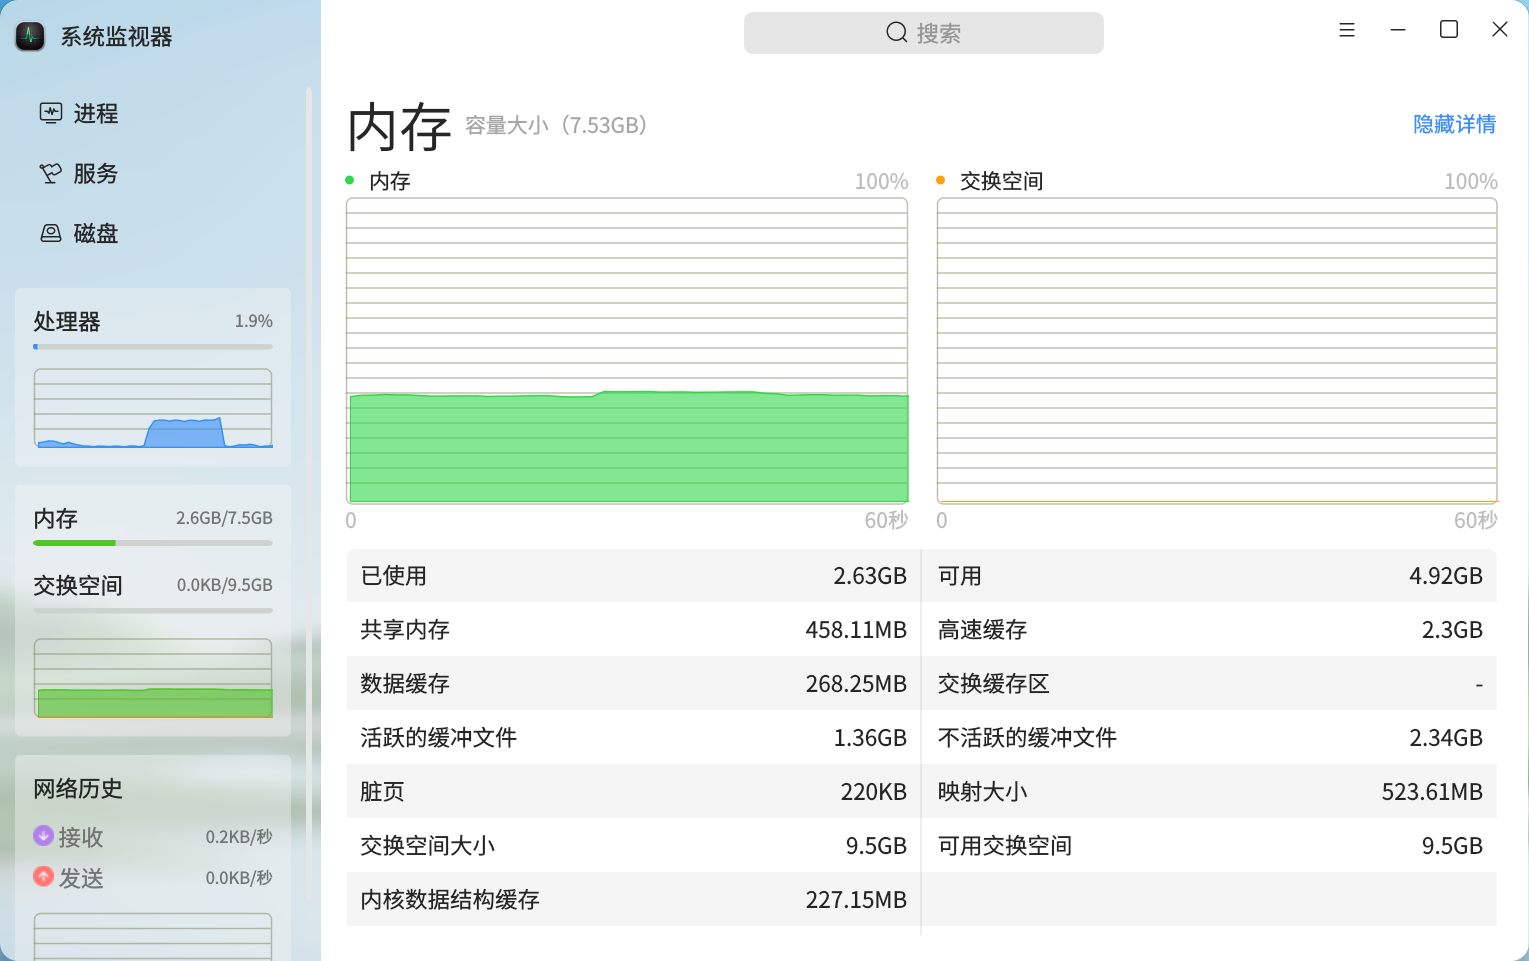 系统监视器
搜索
进程
服务
磁盘
处理器 1.9%
内存 2.6GB/7.5GB
交换空间 0.0KB/9.5GB
网络历史
接收 0.2KB/秒
发送 0.0KB/秒
内存 容量大小（7.53GB） 隐藏详情
内存 100% 交换空间 100%
0 60秒 0 60秒
已使用 2.63GB 可用 4.92GB
共享内存 458.11MB 高速缓存 2.3GB
数据缓存 268.25MB 交换缓存区 -
活跃的缓冲文件 1.36GB 不活跃的缓冲文件 2.34GB
脏页 220KB 映射大小 523.61MB
交换空间大小 9.5GB 可用交换空间 9.5GB
内核数据结构缓存 227.15MB